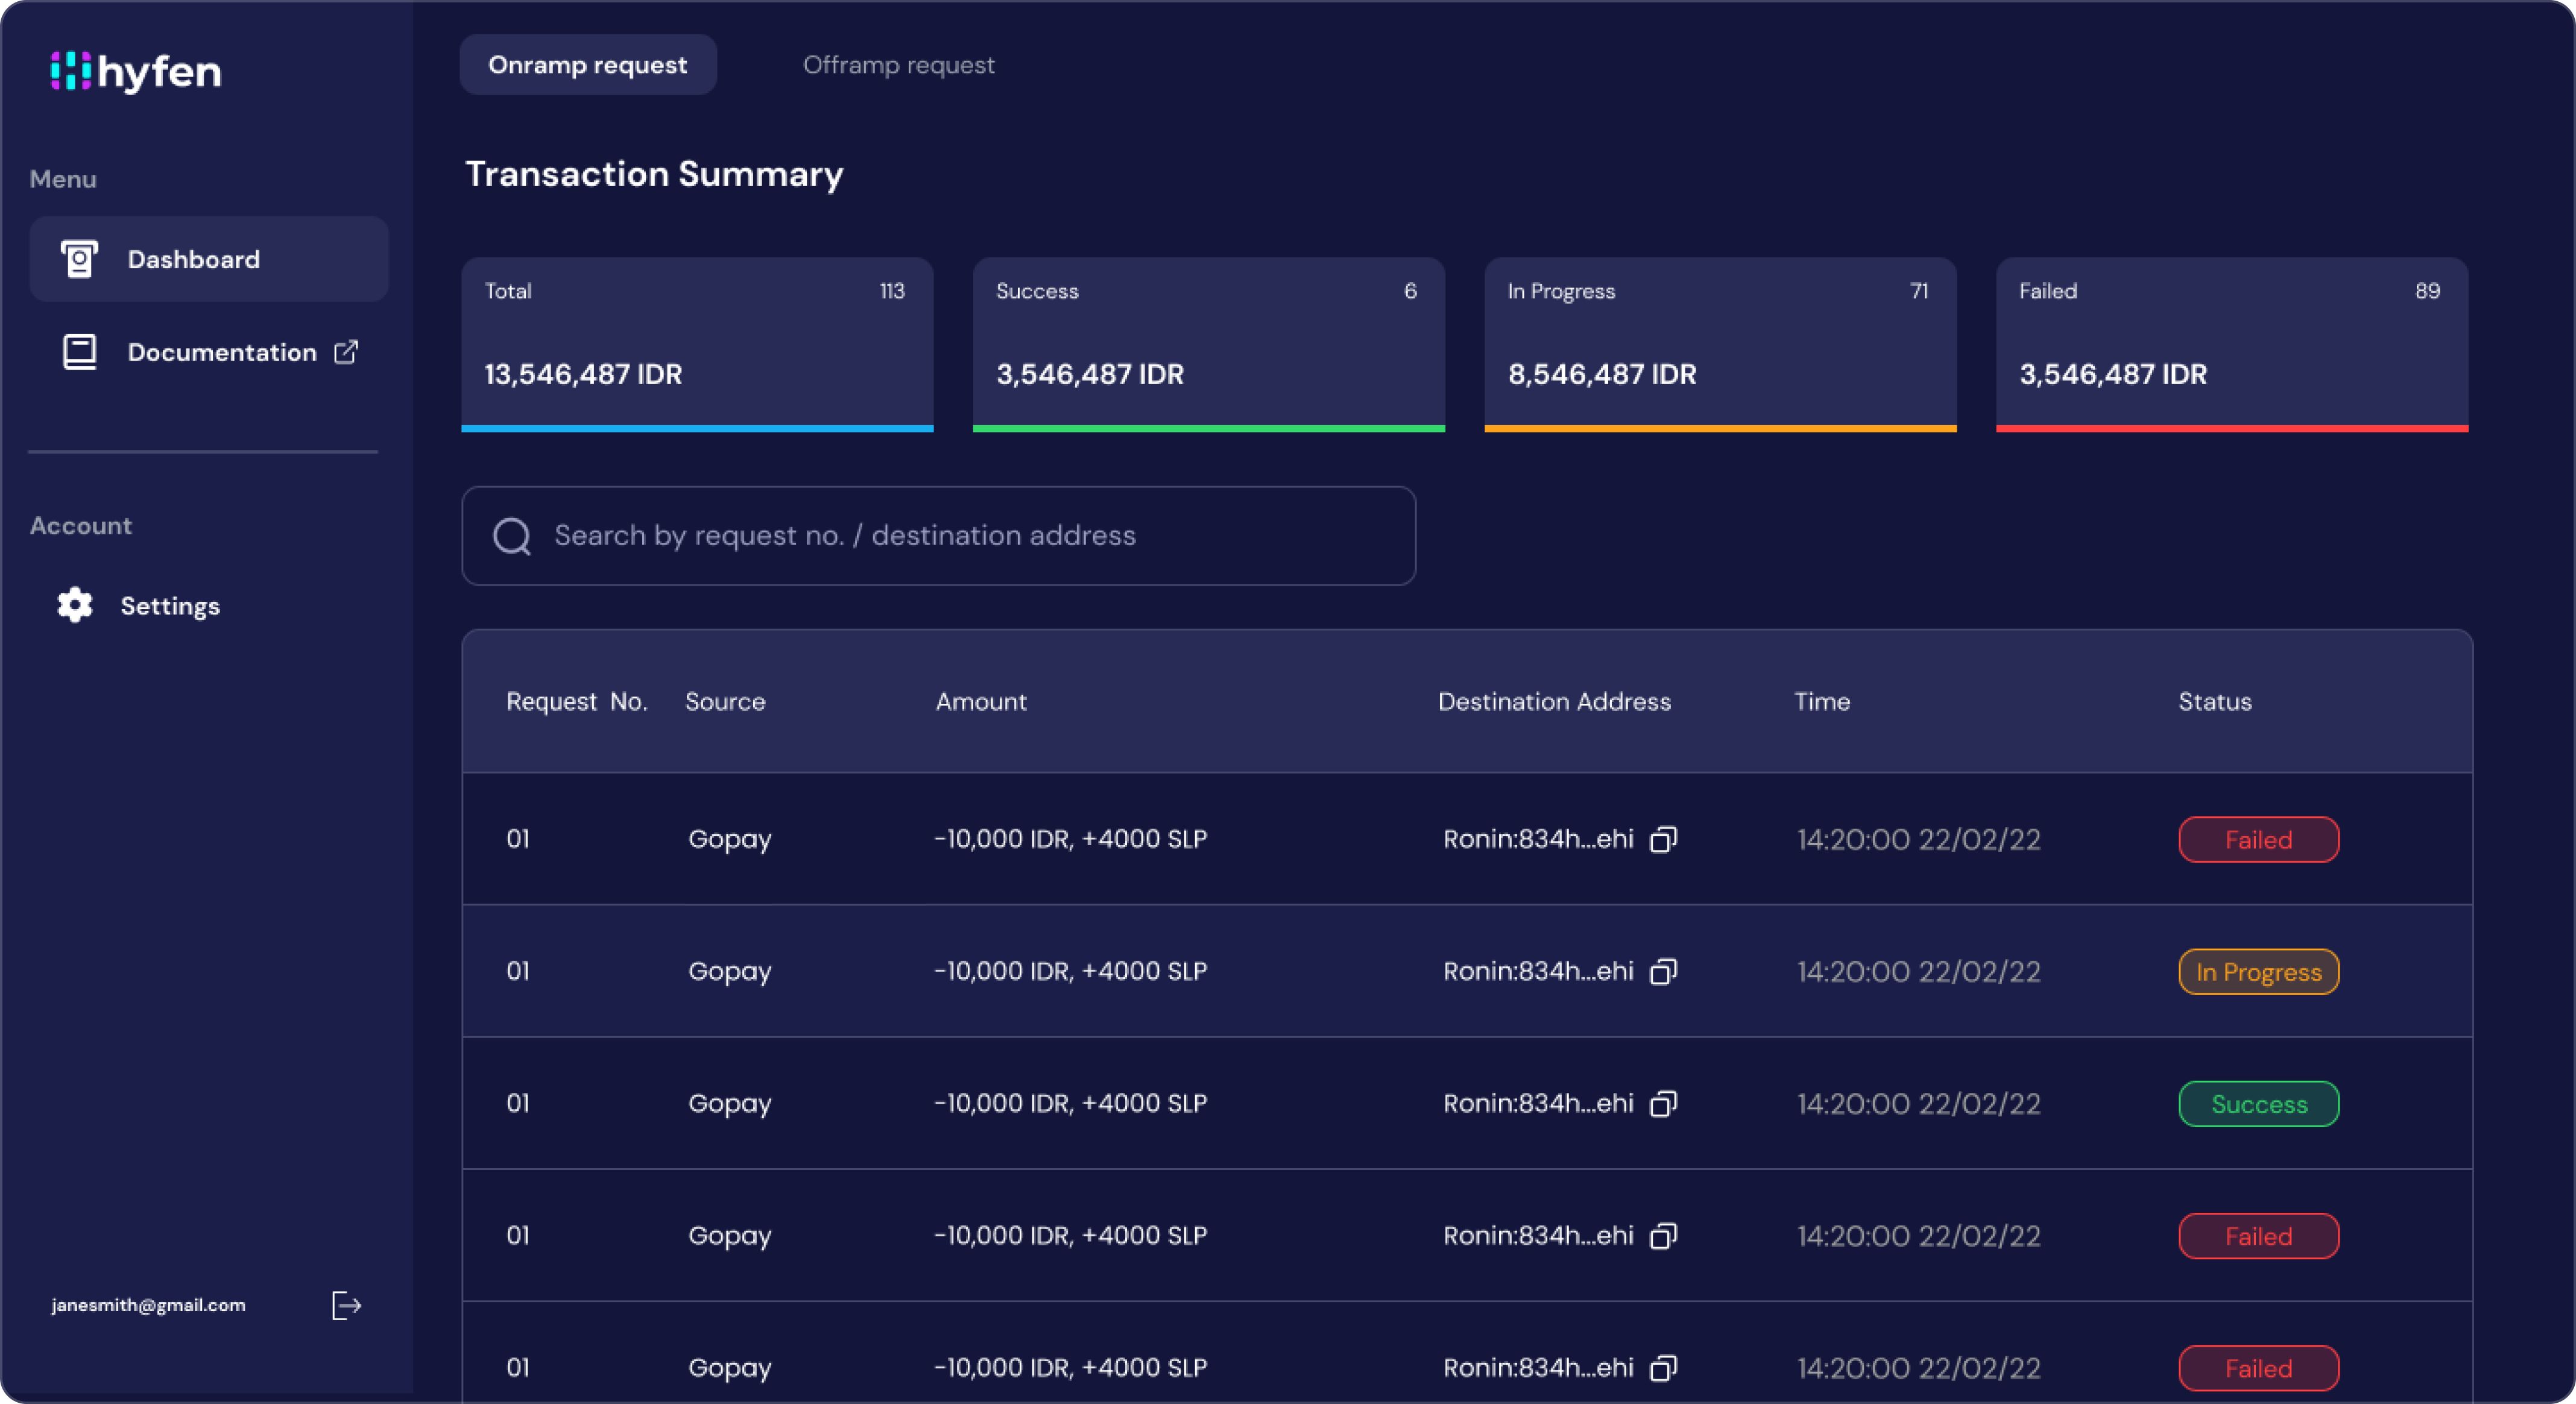 hyfen
Menu
Dashboard
Documentation
Account
Settings
janesmith@gmail.com
Onramp request
Offramp request
Transaction Summary
Total 113
13,546,487 IDR
Success 6
3,546,487 IDR
In Progress 71
8,546,487 IDR
Failed 89
3,546,487 IDR
Search by request no. / destination address
Request No. Source Amount Destination Address Time Status
01 Gopay -10,000 IDR, +4000 SLP Ronin:834h...ehi 14:20:00 22/02/22 Failed
01 Gopay -10,000 IDR, +4000 SLP Ronin:834h...ehi 14:20:00 22/02/22 In Progress
01 Gopay -10,000 IDR, +4000 SLP Ronin:834h...ehi 14:20:00 22/02/22 Success
01 Gopay -10,000 IDR, +4000 SLP Ronin:834h...ehi 14:20:00 22/02/22 Failed
01 Gopay -10,000 IDR, +4000 SLP Ronin:834h...ehi 14:20:00 22/02/22 Failed